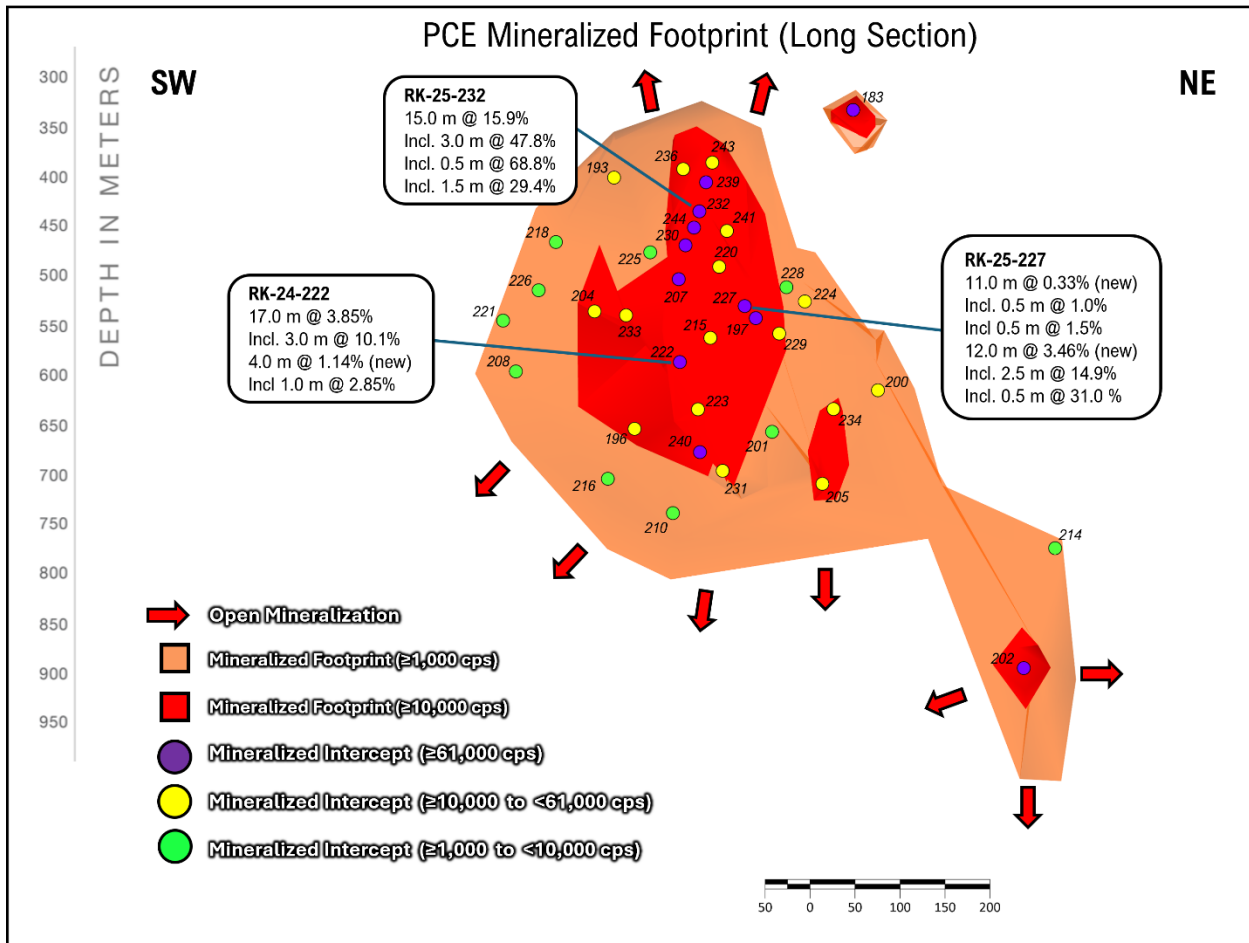 PCE Mineralized Footprint (Long Section)
SW
NE
DEPTH IN METERS
300
350
400
450
500
550
600
650
700
750
800
850
900
950
RK-25-232
15.0 m @ 15.9%
Incl. 3.0 m @ 47.8%
Incl. 0.5 m @ 68.8%
Incl. 1.5 m @ 29.4%
RK-24-222
17.0 m @ 3.85%
Incl. 3.0 m @ 10.1%
4.0 m @ 1.14% (new)
Incl 1.0 m @ 2.85%
RK-25-227
11.0 m @ 0.33% (new)
Incl. 0.5 m @ 1.0%
Incl 0.5 m @ 1.5%
12.0 m @ 3.46% (new)
Incl. 2.5 m @ 14.9%
Incl. 0.5 m @ 31.0 %
183
243
236
193
239
232
244
241
218
230
225
220
226
207
228
224
204
227
221
233
197
215
229
222
208
200
223
234
196
240
201
231
216
205
210
214
202
Open Mineralization
Mineralized Footprint (≥1,000 cps)
Mineralized Footprint (≥10,000 cps)
Mineralized Intercept (≥61,000 cps)
Mineralized Intercept (≥10,000 to <61,000 cps)
Mineralized Intercept (≥1,000 to <10,000 cps)
50 0 50 100 150 200